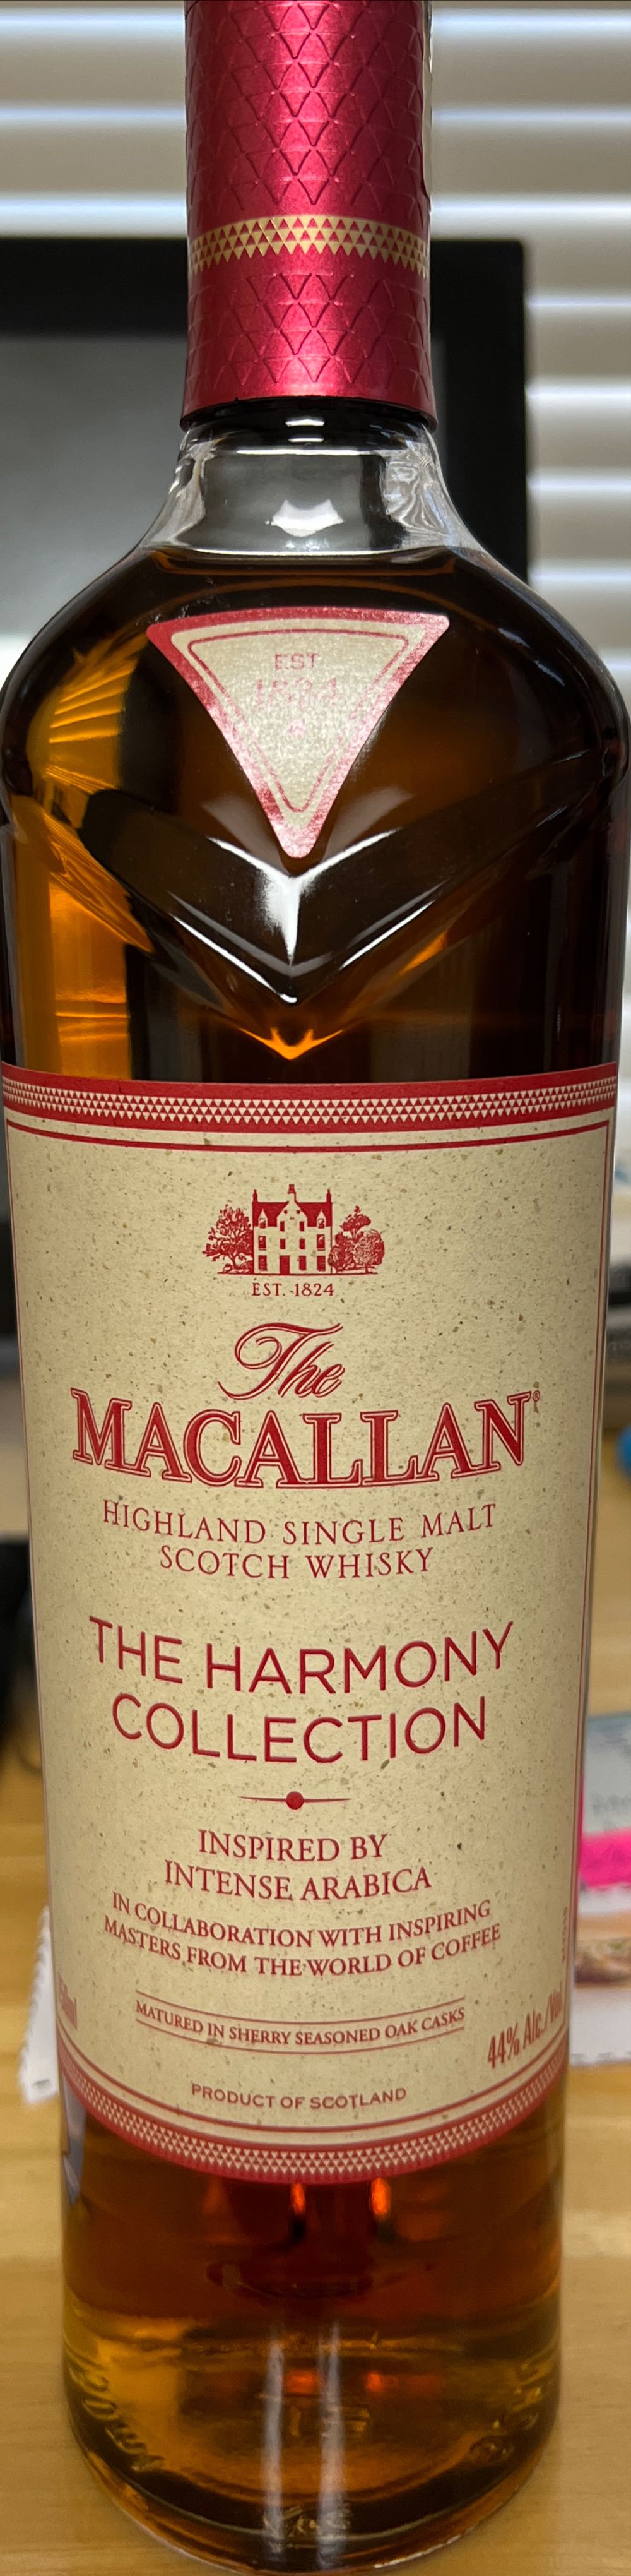 EST
1824
EST. 1824
The
MACALLAN®
HIGHLAND SINGLE MALT
SCOTCH WHISKY
THE HARMONY
COLLECTION
INSPIRED BY
INTENSE ARABICA
IN COLLABORATION WITH INSPIRING
MASTERS FROM THE WORLD OF COFFEE
MATURED IN SHERRY SEASONED OAK CASKS
44% Alc./Vol
PRODUCT OF SCOTLAND